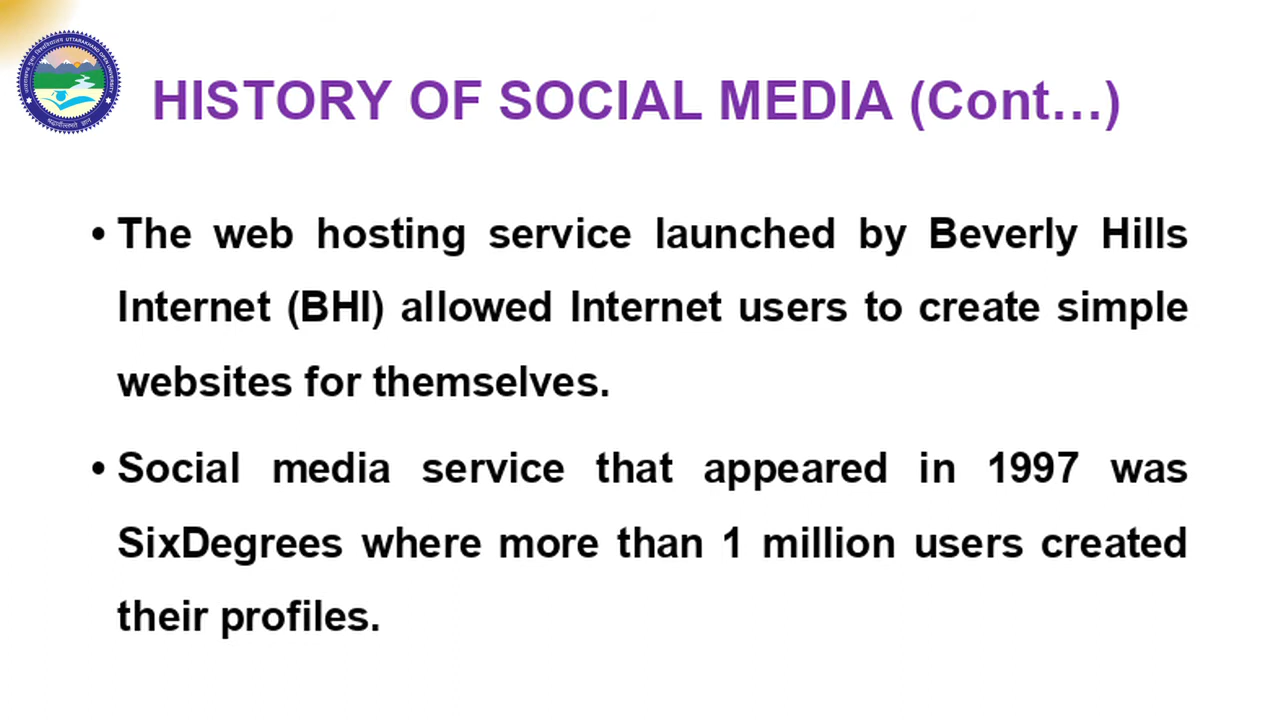 HISTORY OF SOCIAL MEDIA (Cont...)
• The web hosting service launched by Beverly Hills
Internet (BHI) allowed Internet users to create simple
websites for themselves.
• Social media service that appeared in 1997 was
SixDegrees where more than 1 million users created
their profiles.